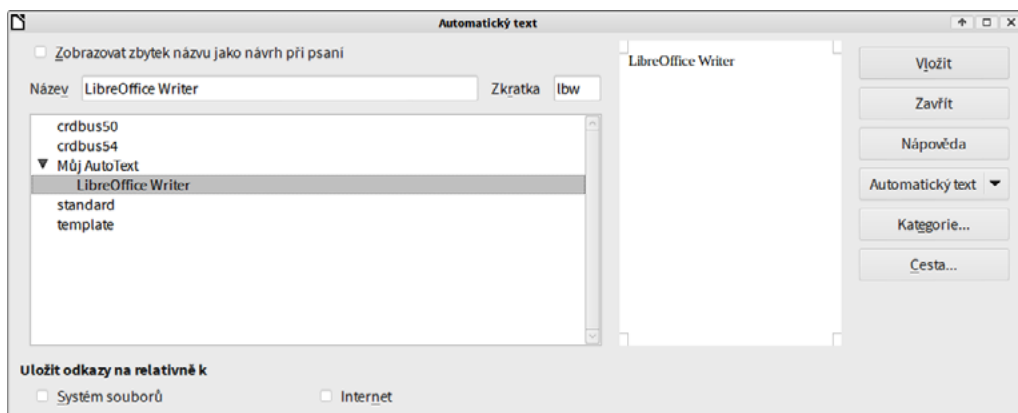 Automatický text
Zobrazovat zbytek názvu jako návrh při psaní
Název LibreOffice Writer Zkratka lbw
crdbus50
crdbus54
Můj AutoText
LibreOffice Writer
standard
template
LibreOffice Writer
Vložit
Zavřít
Nápověda
Automatický text
Kategorie...
Cesta...
Uložit odkazy na relativně k
Systém souborů Internet